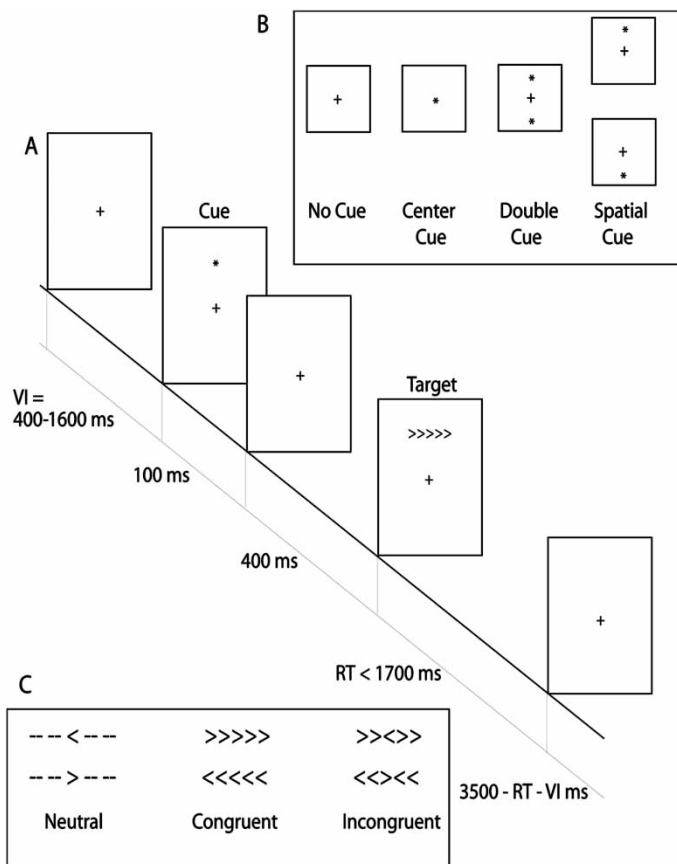 B
*
+
+
*
*
+
*
+
*
No Cue
Center
Cue
Double
Cue
Spatial
Cue
A
+
Cue
*
+
+
Target
>>>>>
+
+
VI =
400-1600 ms
100 ms
400 ms
RT < 1700 ms
3500 - RT - VI ms
C
-- -- < -- -- >>>>> >><>>
-- -- > -- -- <<<<< <<><<
Neutral Congruent Incongruent